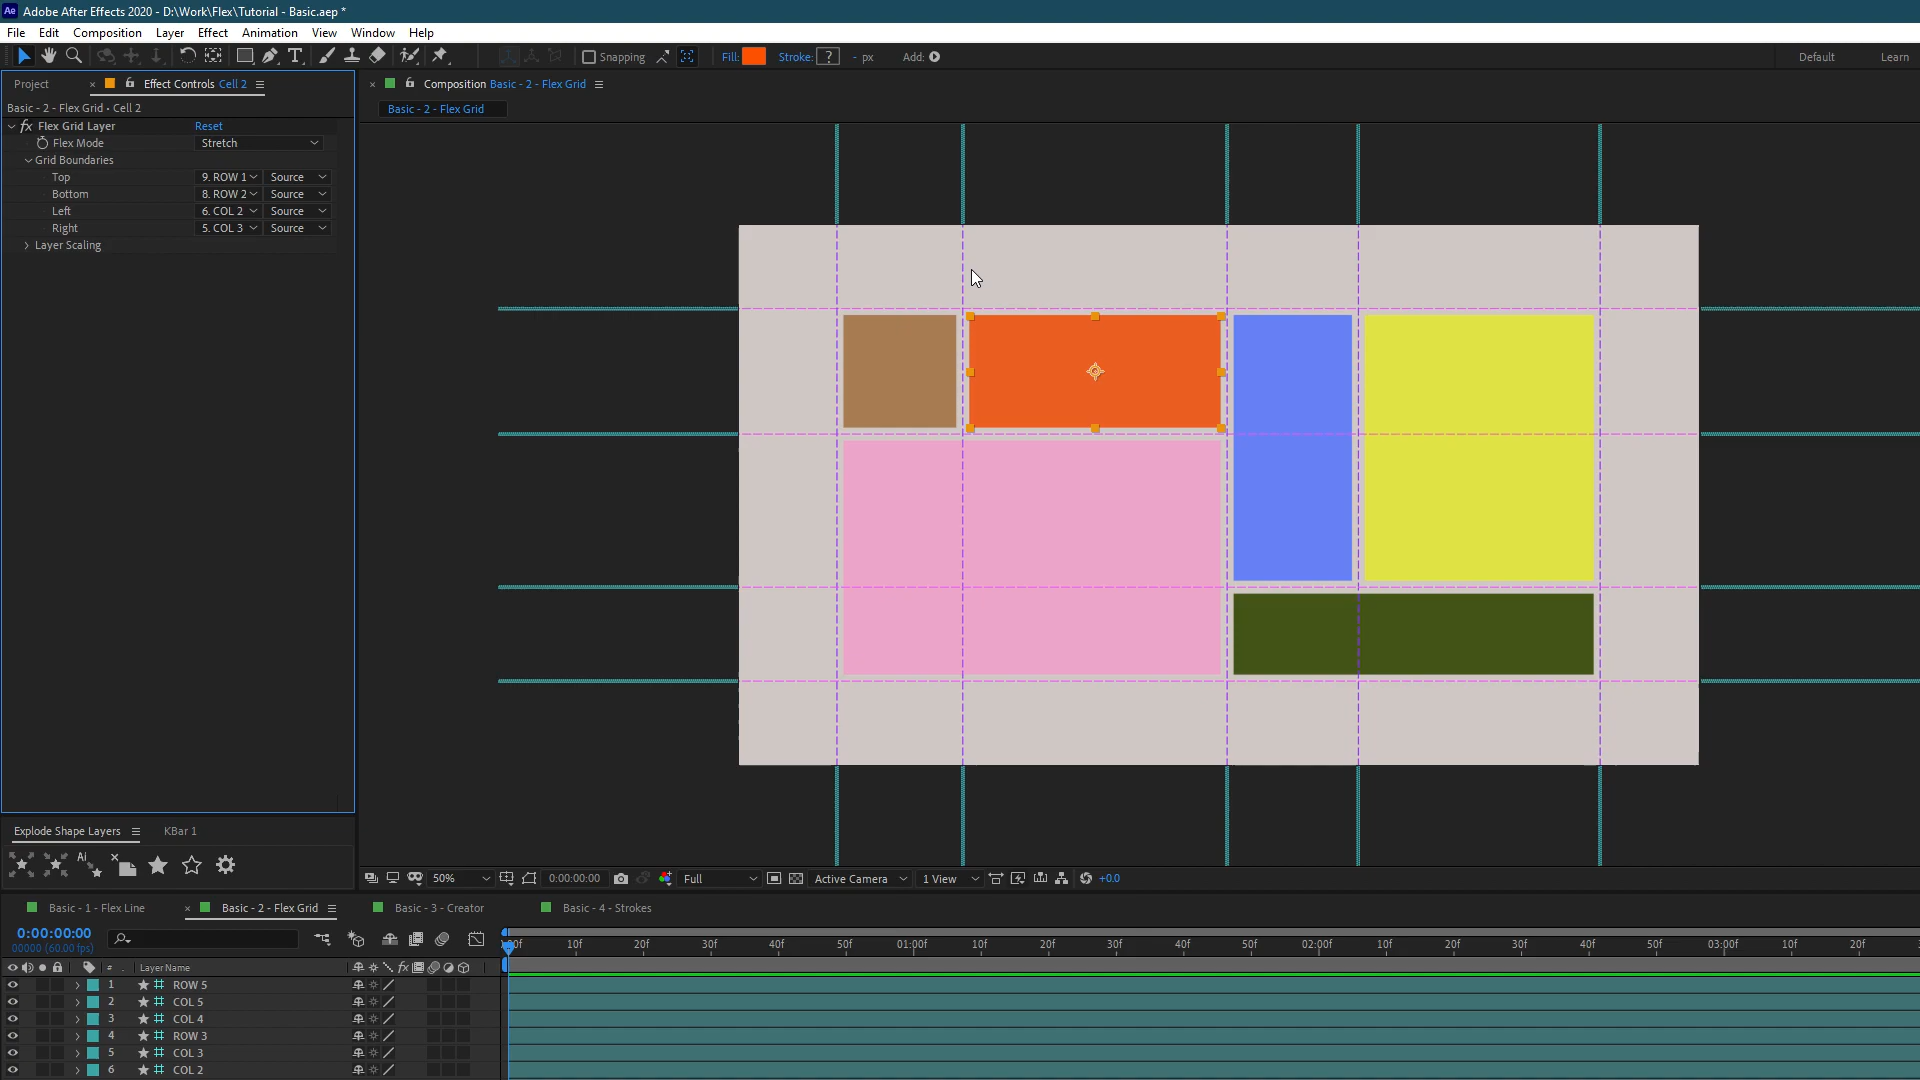 Ae Adobe After Effects 2020 - D:\Work\Flex\Tutorial - Basic.aep *
File Edit Composition Layer Effect Animation View Window Help
Snapping Fill: Stroke: ? - px Add: Default Learn
Project × Effect Controls Cell 2 × Composition Basic - 2 - Flex Grid
Basic - 2 - Flex Grid • Cell 2
Basic - 2 - Flex Grid
fx Flex Grid Layer Reset
Flex Mode Stretch
Grid Boundaries
Top 9. ROW 1 Source
Bottom 8. ROW 2 Source
Left 6. COL 2 Source
Right 5. COL 3 Source
Layer Scaling
Explode Shape Layers KBar 1
Ai
50% 0:00:00:00 Full Active Camera 1 View +0.0
Basic - 1 - Flex Line × Basic - 2 - Flex Grid Basic - 3 - Creator Basic - 4 - Strokes
0:00:00:00
00000 (60.00 fps)
10f 20f 30f 40f 50f 01:00f 10f 20f 30f 40f 50f 02:00f 10f 20f 30f 40f 50f 03:00f 10f 20f
# . Layer Name fx
1 ROW 5
2 COL 5
3 COL 4
4 ROW 3
5 COL 3
6 COL 2